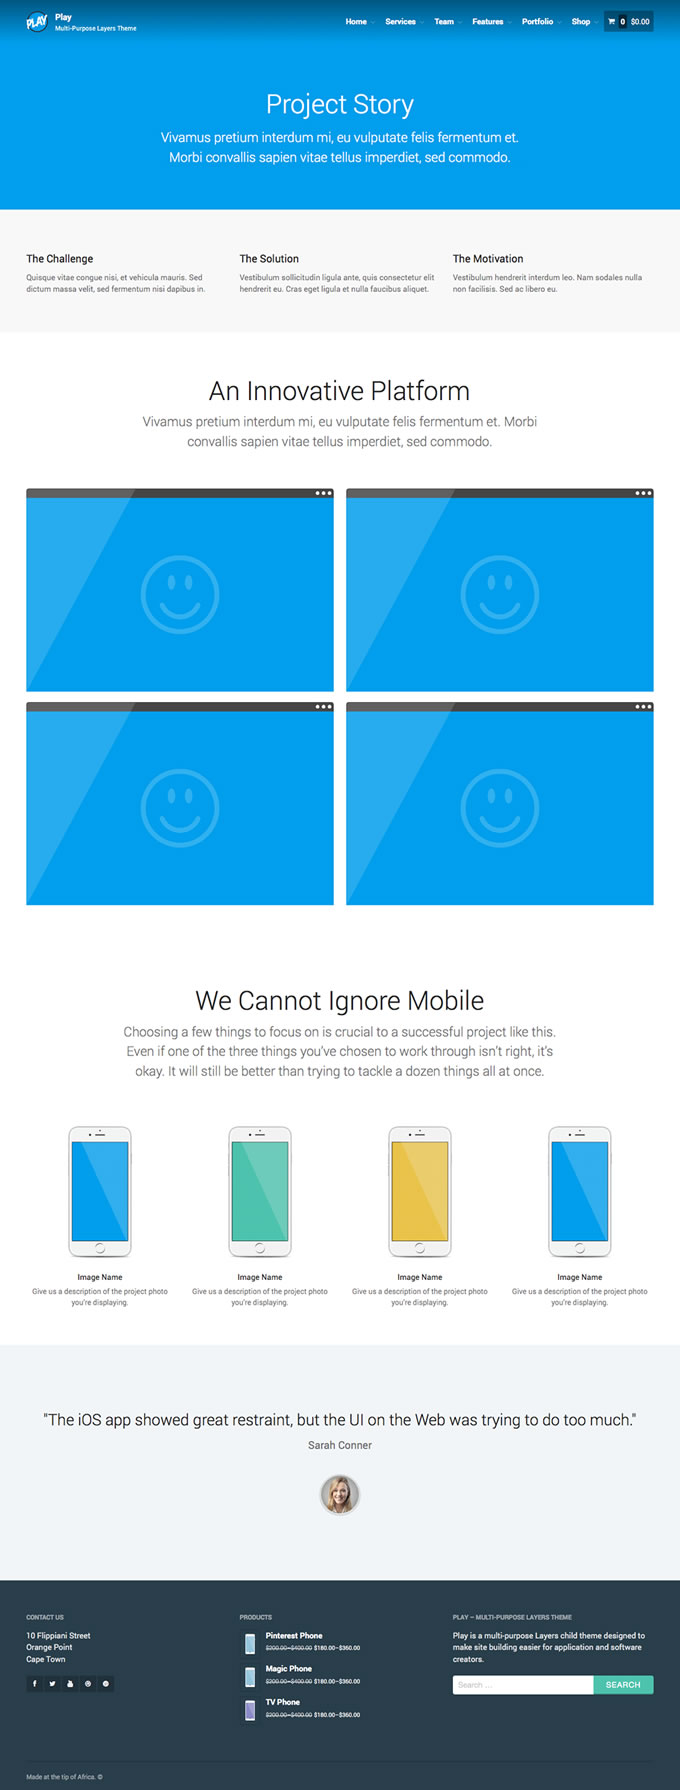 PLAY
Play
Multi-Purpose Layers Theme
Home Services Team Features Portfolio Shop 0 $0.00
Project Story
Vivamus pretium interdum mi, eu vulputate felis fermentum et.
Morbi convallis sapien vitae tellus imperdiet, sed commodo.
The Challenge
Quisque vitae congue nisi, et vehicula mauris. Sed
dictum massa velit, sed fermentum nisi dapibus in.
The Solution
Vestibulum sollicitudin ligula ante, quis consectetur elit
hendrerit eu. Cras eget ligula et nulla faucibus aliquet.
The Motivation
Vestibulum hendrerit interdum leo. Nam sodales nulla
non facilisis. Sed ac libero eu.
An Innovative Platform
Vivamus pretium interdum mi, eu vulputate felis fermentum et. Morbi
convallis sapien vitae tellus imperdiet, sed commodo.
We Cannot Ignore Mobile
Choosing a few things to focus on is crucial to a successful project like this.
Even if one of the three things you've chosen to work through isn't right, it's
okay. It will still be better than trying to tackle a dozen things all at once.
Image Name
Give us a description of the project photo
you're displaying.
Image Name
Give us a description of the project photo
you're displaying.
Image Name
Give us a description of the project photo
you're displaying.
Image Name
Give us a description of the project photo
you're displaying.
"The iOS app showed great restraint, but the UI on the Web was trying to do too much."
Sarah Conner
CONTACT US
10 Flippiani Street
Orange Point
Cape Town
PRODUCTS
Pinterest Phone
$200.00–$400.00 $180.00–$360.00
Magic Phone
$200.00–$400.00 $180.00–$360.00
TV Phone
$200.00–$400.00 $180.00–$360.00
PLAY – MULTI-PURPOSE LAYERS THEME
Play is a multi-purpose Layers child theme designed to
make site building easier for application and software
creators.
Search ...
SEARCH
Made at the tip of Africa. ©